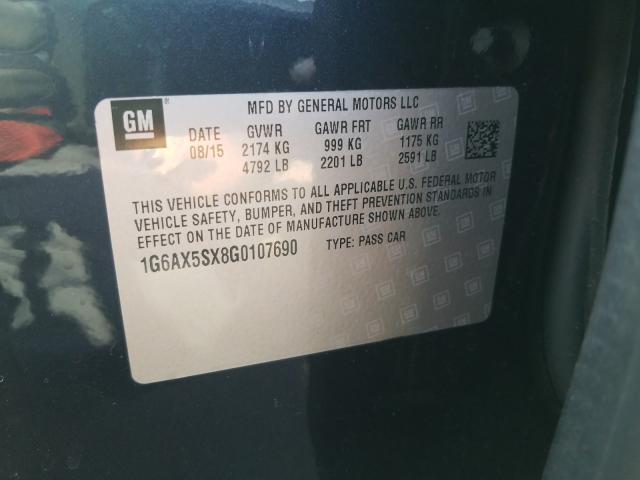 GM
MFD BY GENERAL MOTORS LLC
DATE GVWR GAWR FRT GAWR RR
08/15 2174 KG 999 KG 1175 KG
4792 LB 2201 LB 2591 LB
THIS VEHICLE CONFORMS TO ALL APPLICABLE U.S. FEDERAL MOTOR
VEHICLE SAFETY, BUMPER, AND THEFT PREVENTION STANDARDS IN
EFFECT ON THE DATE OF MANUFACTURE SHOWN ABOVE.
1G6AX5SX8G0107690 TYPE: PASS CAR